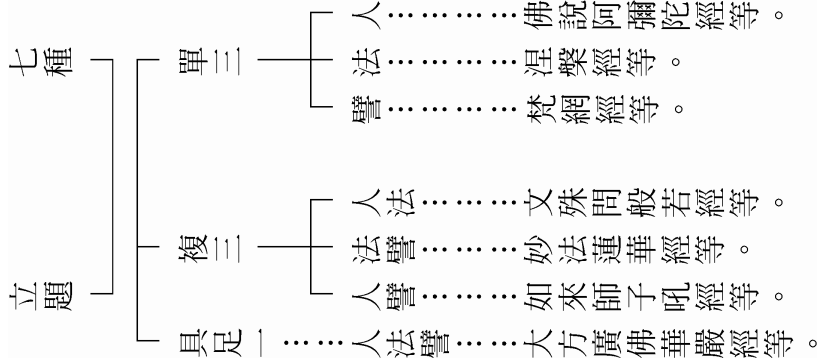 七種立題
單三
人…………佛說阿彌陀經等。
法…………涅槃經等。
譬…………梵網經等。
複三
人法………文殊問般若經等。
法譬………妙法蓮華經等。
人譬………如來師子吼經等。
具足一……人法譬……大方廣佛華嚴經等。